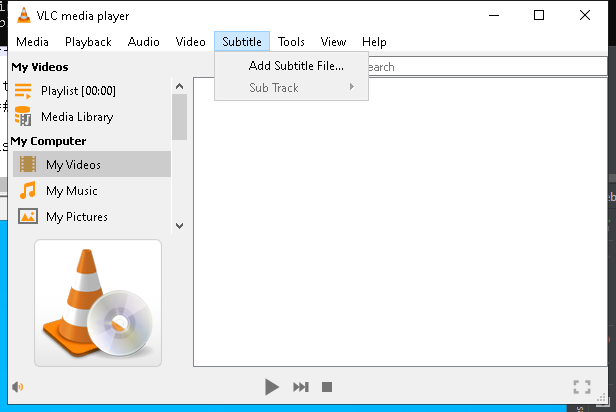 VLC media player
Media Playback Audio Video Subtitle Tools View Help
My Videos
Add Subtitle File...
Sub Track
Playlist [00:00]
Media Library
My Computer
My Videos
My Music
My Pictures